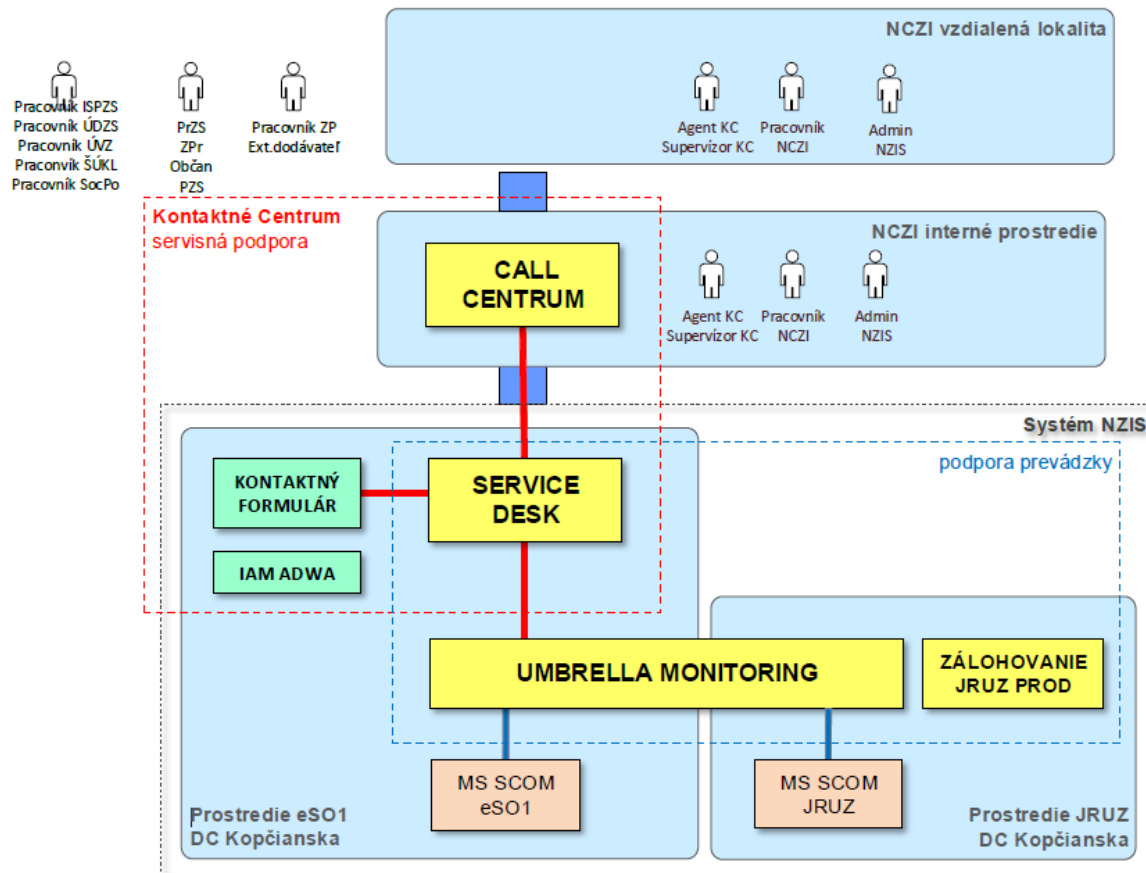 NCZI vzdialená lokalita
Pracovník ISPZS
Pracovník ÚDZS
Pracovník ÚVZ
Praconvík ŠÚKL
Pracovník SocPo
PrZS
ZPr
Občan
PZS
Pracovník ZP
Ext.dodávateľ
Agent KC
Supervízor KC
Pracovník
NCZI
Admin
NZIS
Kontaktné Centrum
servisná podpora
NCZI interné prostredie
CALL
CENTRUM
Agent KC
Supervízor KC
Pracovník
NCZI
Admin
NZIS
Systém NZIS
podpora prevádzky
KONTAKTNÝ
FORMULÁR
SERVICE
DESK
IAM ADWA
UMBRELLA MONITORING
ZÁLOHOVANIE
JRUZ PROD
MS SCOM
eSO1
MS SCOM
JRUZ
Prostredie eSO1
DC Kopčianska
Prostredie JRUZ
DC Kopčianska